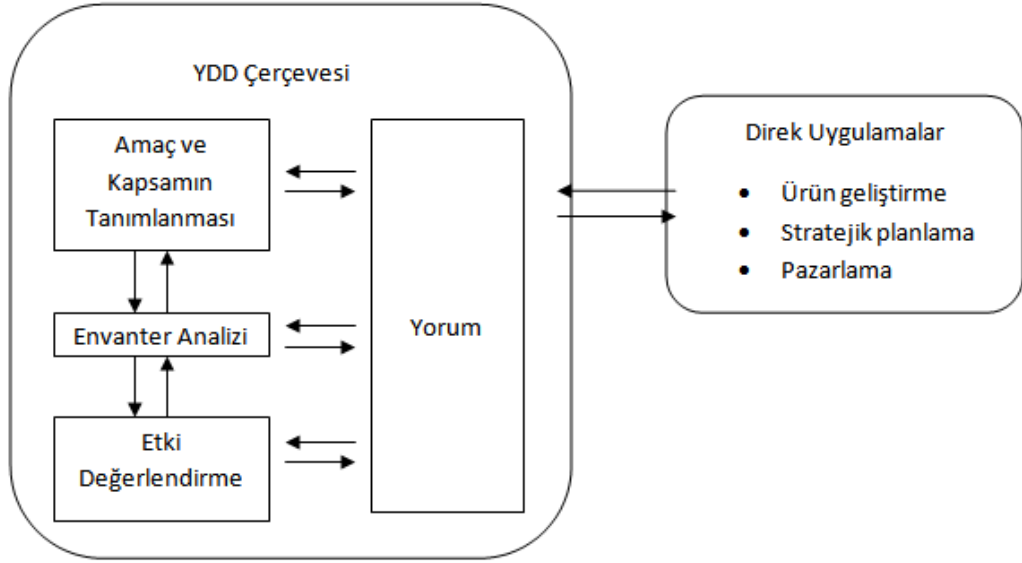 YDD Çerçevesi
Amaç ve
Kapsamın
Tanımlanması
Envanter Analizi
Etki
Değerlendirme
Yorum
Direk Uygulamalar
• Ürün geliştirme
• Stratejik planlama
• Pazarlama